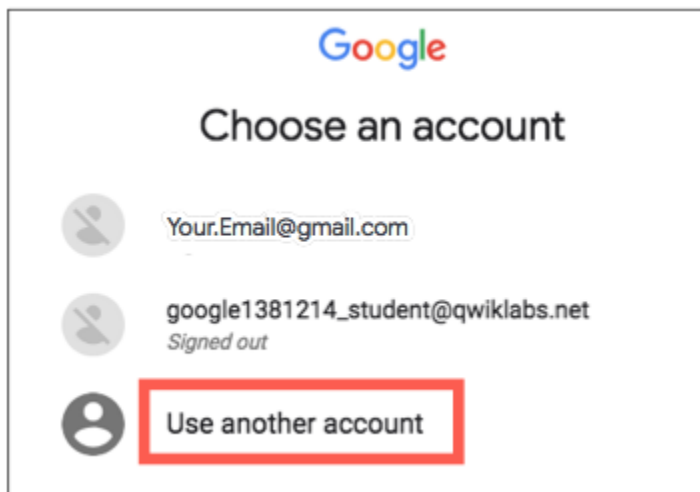 Google
Choose an account
Your.Email@gmail.com
google1381214_student@qwiklabs.net
Signed out
Use another account